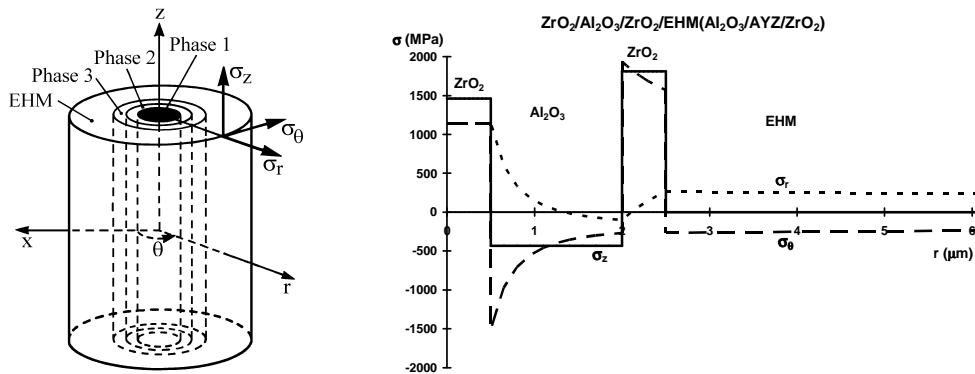 z
Phase 1
Phase 2
Phase 3
EHM
σz
σθ
σr
x
θ
r
ZrO2/Al2O3/ZrO2/EHM(Al2O3/AYZ/ZrO2)
σ (MPa)
2000
1500
1000
500
0
-500
-1000
-1500
-2000
ZrO2
Al2O3
ZrO2
EHM
σr
σθ
σz
0 1 2 3 4 5 6
r (μm)